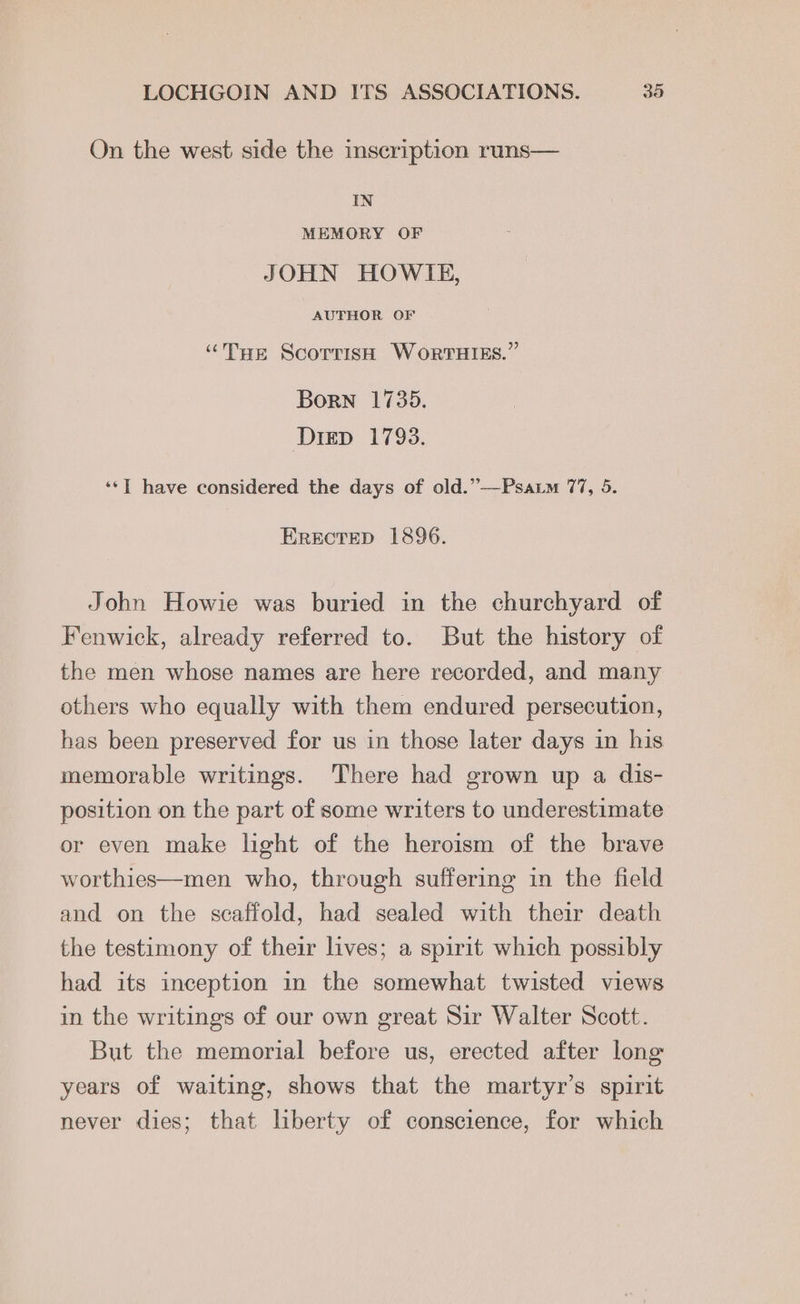 LOCHGOIN AND ITS ASSOCIATIONS. 35
On the west side the inscription runs—
IN
MEMORY OF
JOHN HOWIE,
AUTHOR OF
“The Scottish Worthies.”
Born 1735.
Died 1793.
“I have considered the days of old.”—Psalm 77, 5.
Erected 1896.
John Howie was buried in the churchyard of
Fenwick, already referred to. But the history of
the men whose names are here recorded, and many
others who equally with them endured persecution,
has been preserved for us in those later days in his
memorable writings. There had grown up a dis-
position on the part of some writers to underestimate
or even make light of the heroism of the brave
worthies—men who, through suffering in the field
and on the scaffold, had sealed with their death
the testimony of their lives; a spirit which possibly
had its inception in the somewhat twisted views
in the writings of our own great Sir Walter Scott.
But the memorial before us, erected after long
years of waiting, shows that the martyr’s spirit
never dies; that liberty of conscience, for which